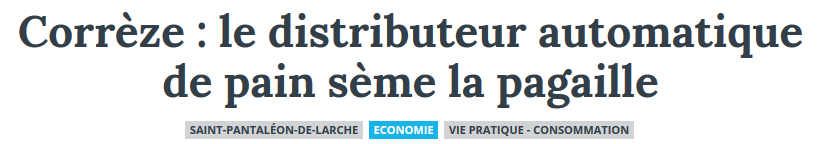 Corrèze : le distributeur automatique
de pain sème la pagaille
SAINT-PANTALÉON-DE-LARCHE ECONOMIE VIE PRATIQUE - CONSOMMATION